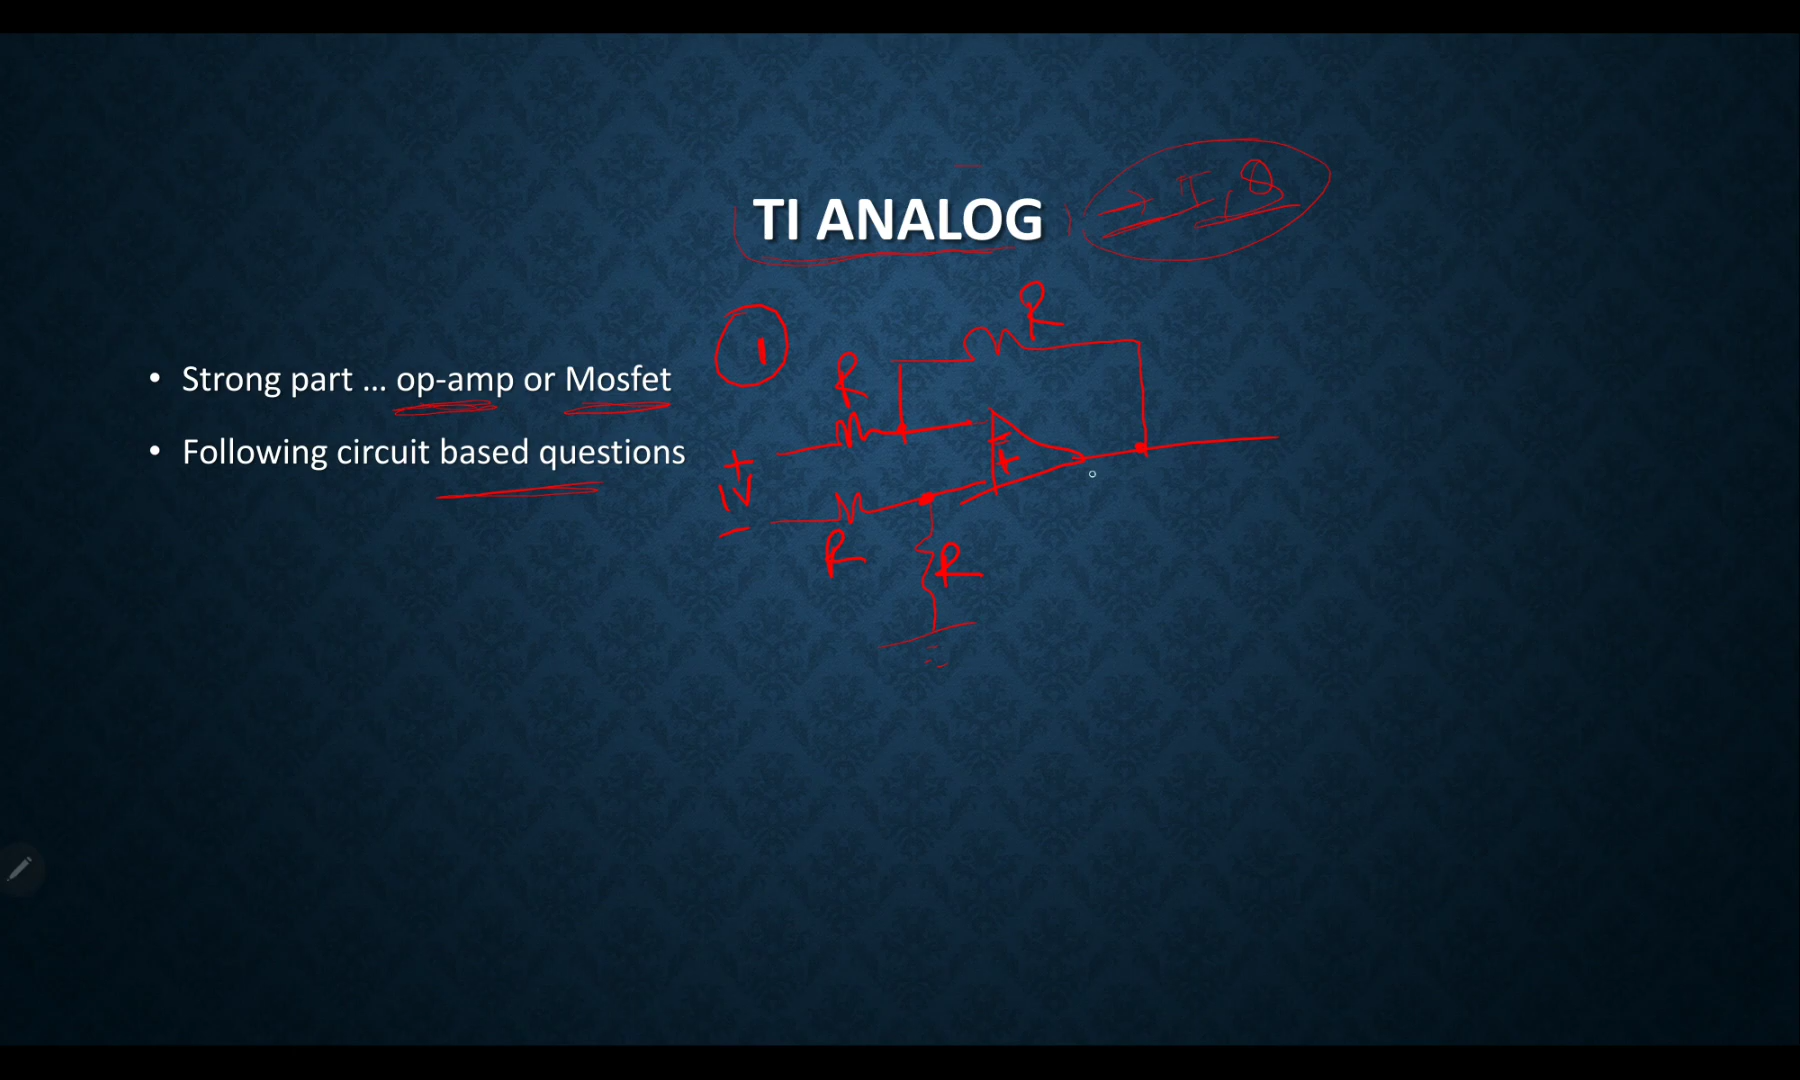 TI ANALOG → I, Q
• Strong part ... op-amp or Mosfet
• Following circuit based questions
1
R
R
+
1V
-
-
+
R
R